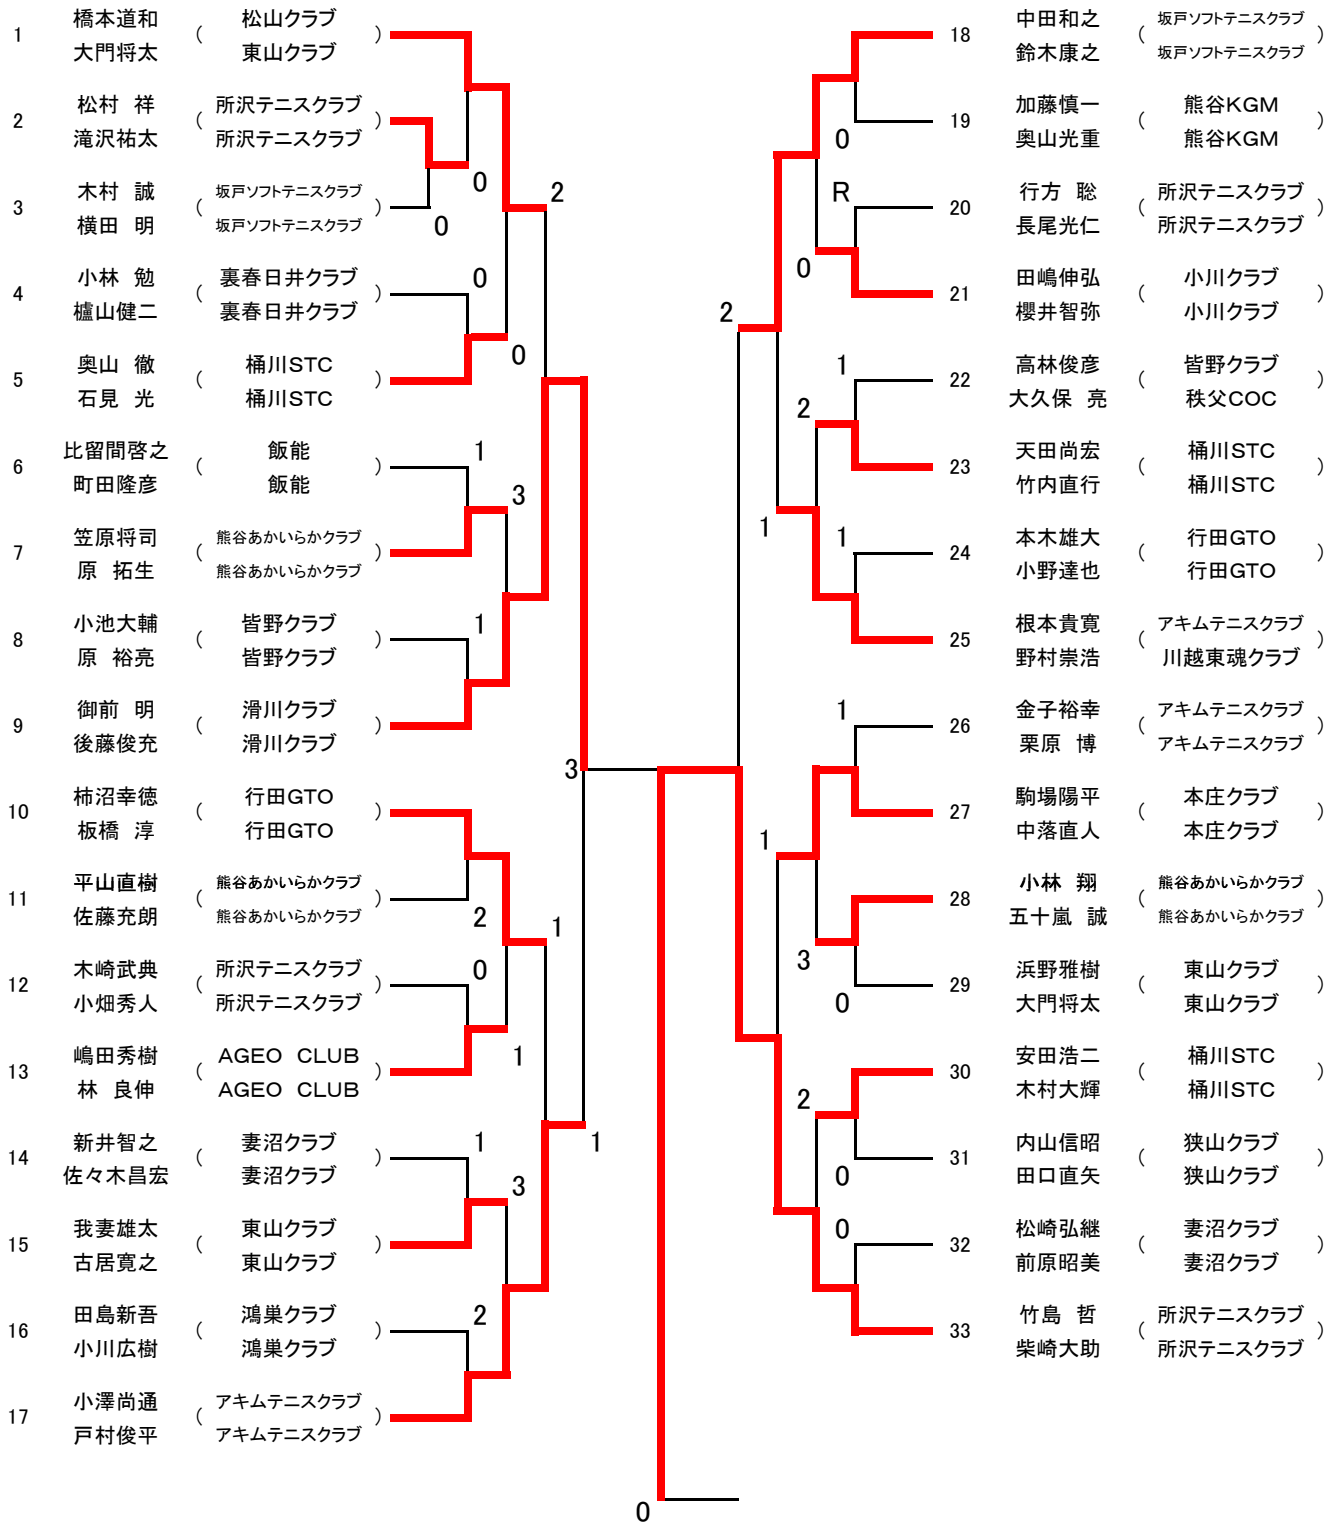 橋本道和 松山クラブ
1 ( )
大門将太 東山クラブ
松村 祥 所沢テニスクラブ
2 ( )
滝沢祐太 所沢テニスクラブ
0
木村 誠 坂戸ソフトテニスクラブ
3 ( )
横田 明 坂戸ソフトテニスクラブ
0
2
小林 勉 裏春日井クラブ
0
4 ( )
櫨山健二 裏春日井クラブ
0
奥山 徹 桶川STC
5 ( )
石見 光 桶川STC
比留間啓之 飯能
1
6 ( )
町田隆彦 飯能
3
笠原将司 熊谷あかいらかクラブ
7 ( )
原 拓生 熊谷あかいらかクラブ
小池大輔 皆野クラブ
1
8 ( )
原 裕亮 皆野クラブ
御前 明 滑川クラブ
9 ( )
後藤俊充 滑川クラブ
3
柿沼幸徳 行田GTO
10 ( )
板橋 淳 行田GTO
平山直樹 熊谷あかいらかクラブ
11 ( )
佐藤充朗 熊谷あかいらかクラブ
2
1
木崎武典 所沢テニスクラブ
0
12 ( )
小畑秀人 所沢テニスクラブ
嶋田秀樹 AGEO CLUB
1
13 ( )
林 良伸 AGEO CLUB
新井智之 妻沼クラブ
1
1
14 ( )
佐々木昌宏 妻沼クラブ
3
我妻雄太 東山クラブ
15 ( )
古居寛之 東山クラブ
田島新吾 鴻巣クラブ
2
16 ( )
小川広樹 鴻巣クラブ
小澤尚通 アキムテニスクラブ
17 ( )
戸村俊平 アキムテニスクラブ
0
中田和之 坂戸ソフトテニスクラブ
18 ( )
鈴木康之 坂戸ソフトテニスクラブ
加藤慎一 熊谷KGM
19 ( )
0
奥山光重 熊谷KGM
R
行方 聡 所沢テニスクラブ
20 ( )
長尾光仁 所沢テニスクラブ
0
田嶋伸弘 小川クラブ
21 ( )
櫻井智弥 小川クラブ
2
高林俊彦 皆野クラブ
1
22 ( )
大久保 亮 秩父COC
2
天田尚宏 桶川STC
23 ( )
竹内直行 桶川STC
1
本木雄大 行田GTO
1
24 ( )
小野達也 行田GTO
根本貴寛 アキムテニスクラブ
25 ( )
野村崇浩 川越東魂クラブ
金子裕幸 アキムテニスクラブ
1
26 ( )
栗原 博 アキムテニスクラブ
駒場陽平 本庄クラブ
27 ( )
中落直人 本庄クラブ
1
小林 翔 熊谷あかいらかクラブ
28 ( )
五十嵐 誠 熊谷あかいらかクラブ
3
浜野雅樹 東山クラブ
29 ( )
0
大門将太 東山クラブ
安田浩二 桶川STC
30 ( )
木村大輝 桶川STC
2
内山信昭 狭山クラブ
31 ( )
0
田口直矢 狭山クラブ
0
松崎弘継 妻沼クラブ
32 ( )
前原昭美 妻沼クラブ
竹島 哲 所沢テニスクラブ
33 ( )
柴崎大助 所沢テニスクラブ